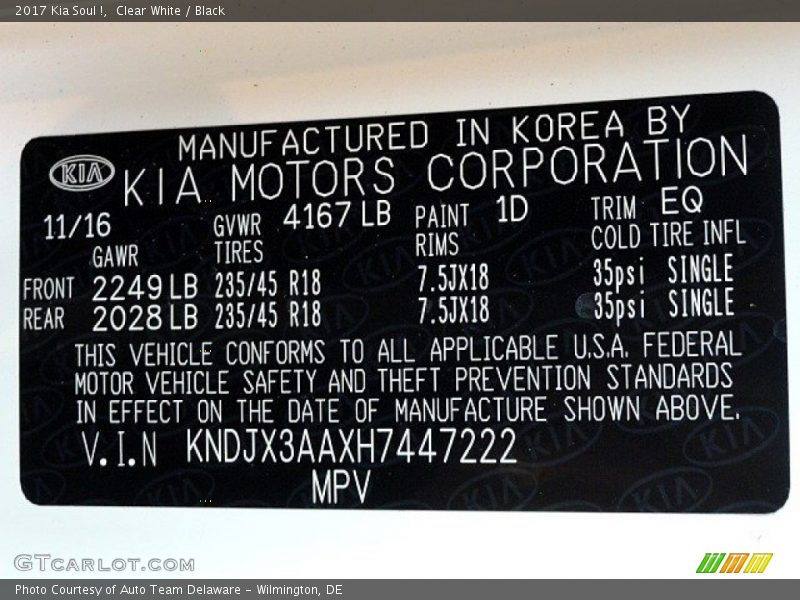 2017 Kia Soul !, Clear White / Black
MANUFACTURED IN KOREA BY
KIA KIA MOTORS CORPORATION
11/16 GVWR 4167 LB PAINT 1D TRIM EQ
GAWR TIRES RIMS COLD TIRE INFL
FRONT 2249 LB 235/45 R18 7.5JX18 35psi SINGLE
REAR 2028 LB 235/45 R18 7.5JX18 35psi SINGLE
THIS VEHICLE CONFORMS TO ALL APPLICABLE U.S.A. FEDERAL
MOTOR VEHICLE SAFETY AND THEFT PREVENTION STANDARDS
IN EFFECT ON THE DATE OF MANUFACTURE SHOWN ABOVE.
V.I.N KNDJX3AAXH7447222
MPV
GTCARLOT.COM
Photo Courtesy of Auto Team Delaware - Wilmington, DE